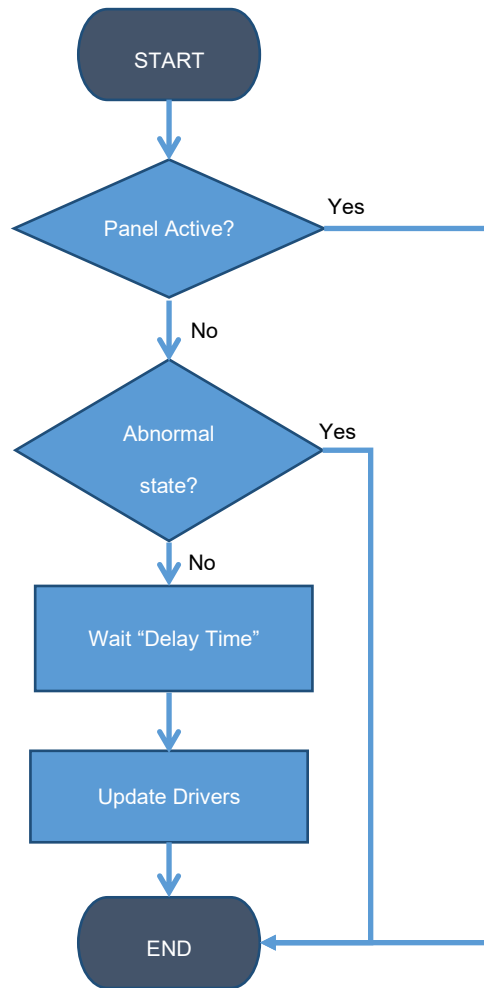 START
Panel Active?
Yes
No
Abnormal
state?
Yes
No
Wait “Delay Time”
Update Drivers
END